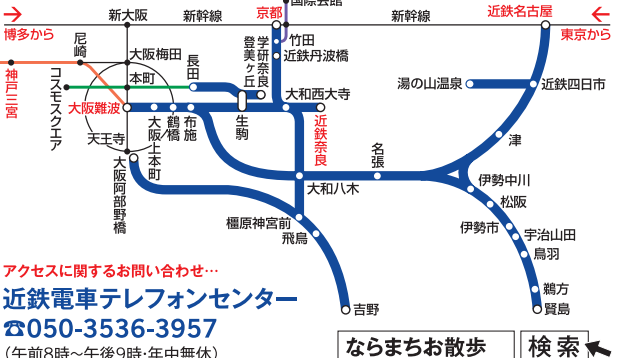 国際会館
新大阪
新幹線
京都
新幹線
近鉄名古屋
博多から
東京から
尼崎
大阪梅田
長田
学研奈良登美ヶ丘
竹田
近鉄丹波橋
神戸三宮
コスモスクエア
本町
大和西大寺
湯の山温泉
近鉄四日市
大阪難波
天王寺
大阪上本町
鶴橋
布施
生駒
近鉄奈良
津
大阪阿部野橋
大和八木
名張
伊勢中川
松阪
橿原神宮前
飛鳥
伊勢市
宇治山田
鳥羽
鵜方
吉野
賢島
アクセスに関するお問い合わせ…
近鉄電車テレフォンセンター
☎050-3536-3957
(午前8時〜午後9時・年中無休)
ならまちお散歩
検索